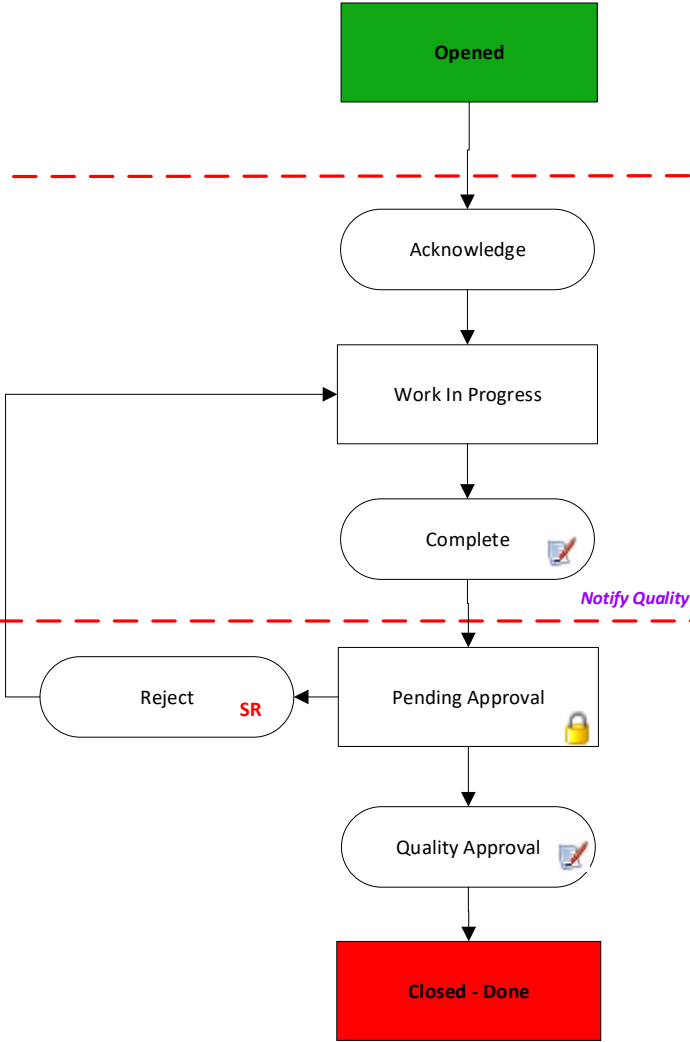 Opened
Acknowledge
Work In Progress
Complete
Notify Quality
Reject
SR
Pending Approval
Quality Approval
Closed - Done